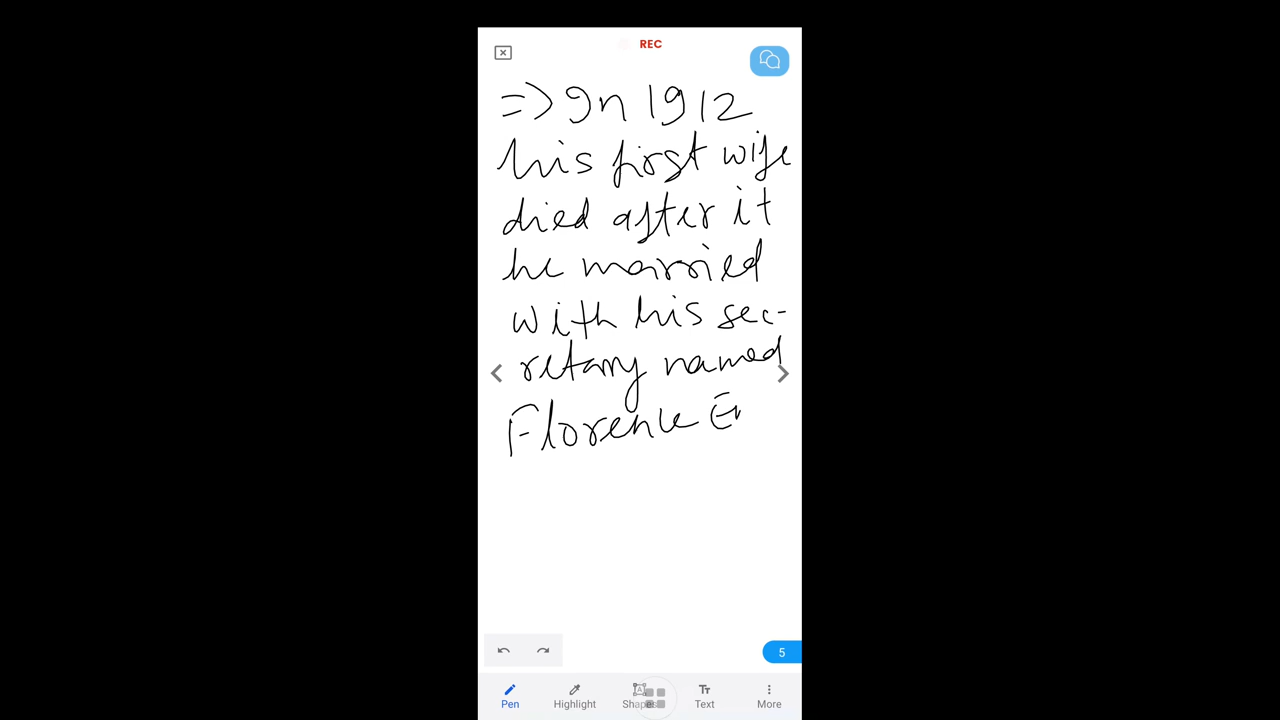 REC
=> In 1912
his first wife
died after it
he married
with his sec-
retary named
Florence E
5
Pen
Highlight
Shapes
Text
More